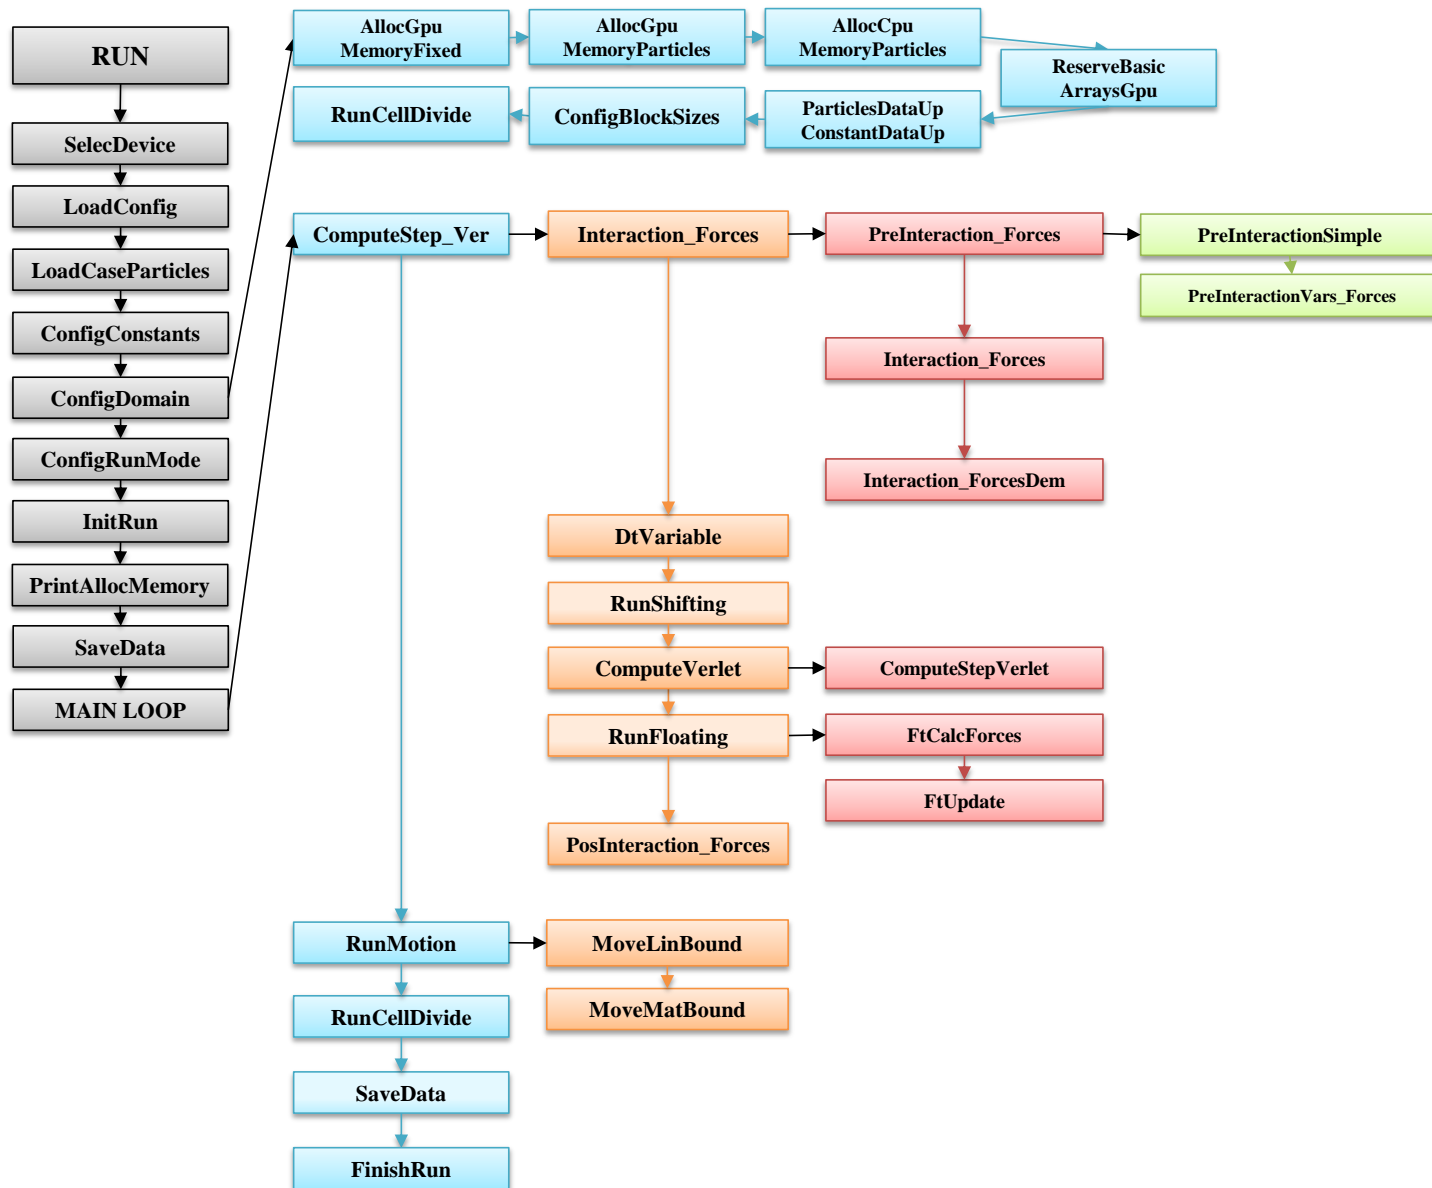 RUN
SelecDevice
LoadConfig
LoadCaseParticles
ConfigConstants
ConfigDomain
ConfigRunMode
InitRun
PrintAllocMemory
SaveData
MAIN LOOP
AllocGpu
MemoryFixed
AllocGpu
MemoryParticles
AllocCpu
MemoryParticles
ReserveBasic
ArraysGpu
ParticlesDataUp
ConstantDataUp
ConfigBlockSizes
RunCellDivide
ComputeStep_Ver
Interaction_Forces
PreInteraction_Forces
PreInteractionSimple
PreInteractionVars_Forces
Interaction_Forces
Interaction_ForcesDem
DtVariable
RunShifting
ComputeVerlet
ComputeStepVerlet
RunFloating
FtCalcForces
FtUpdate
PosInteraction_Forces
RunMotion
MoveLinBound
MoveMatBound
RunCellDivide
SaveData
FinishRun